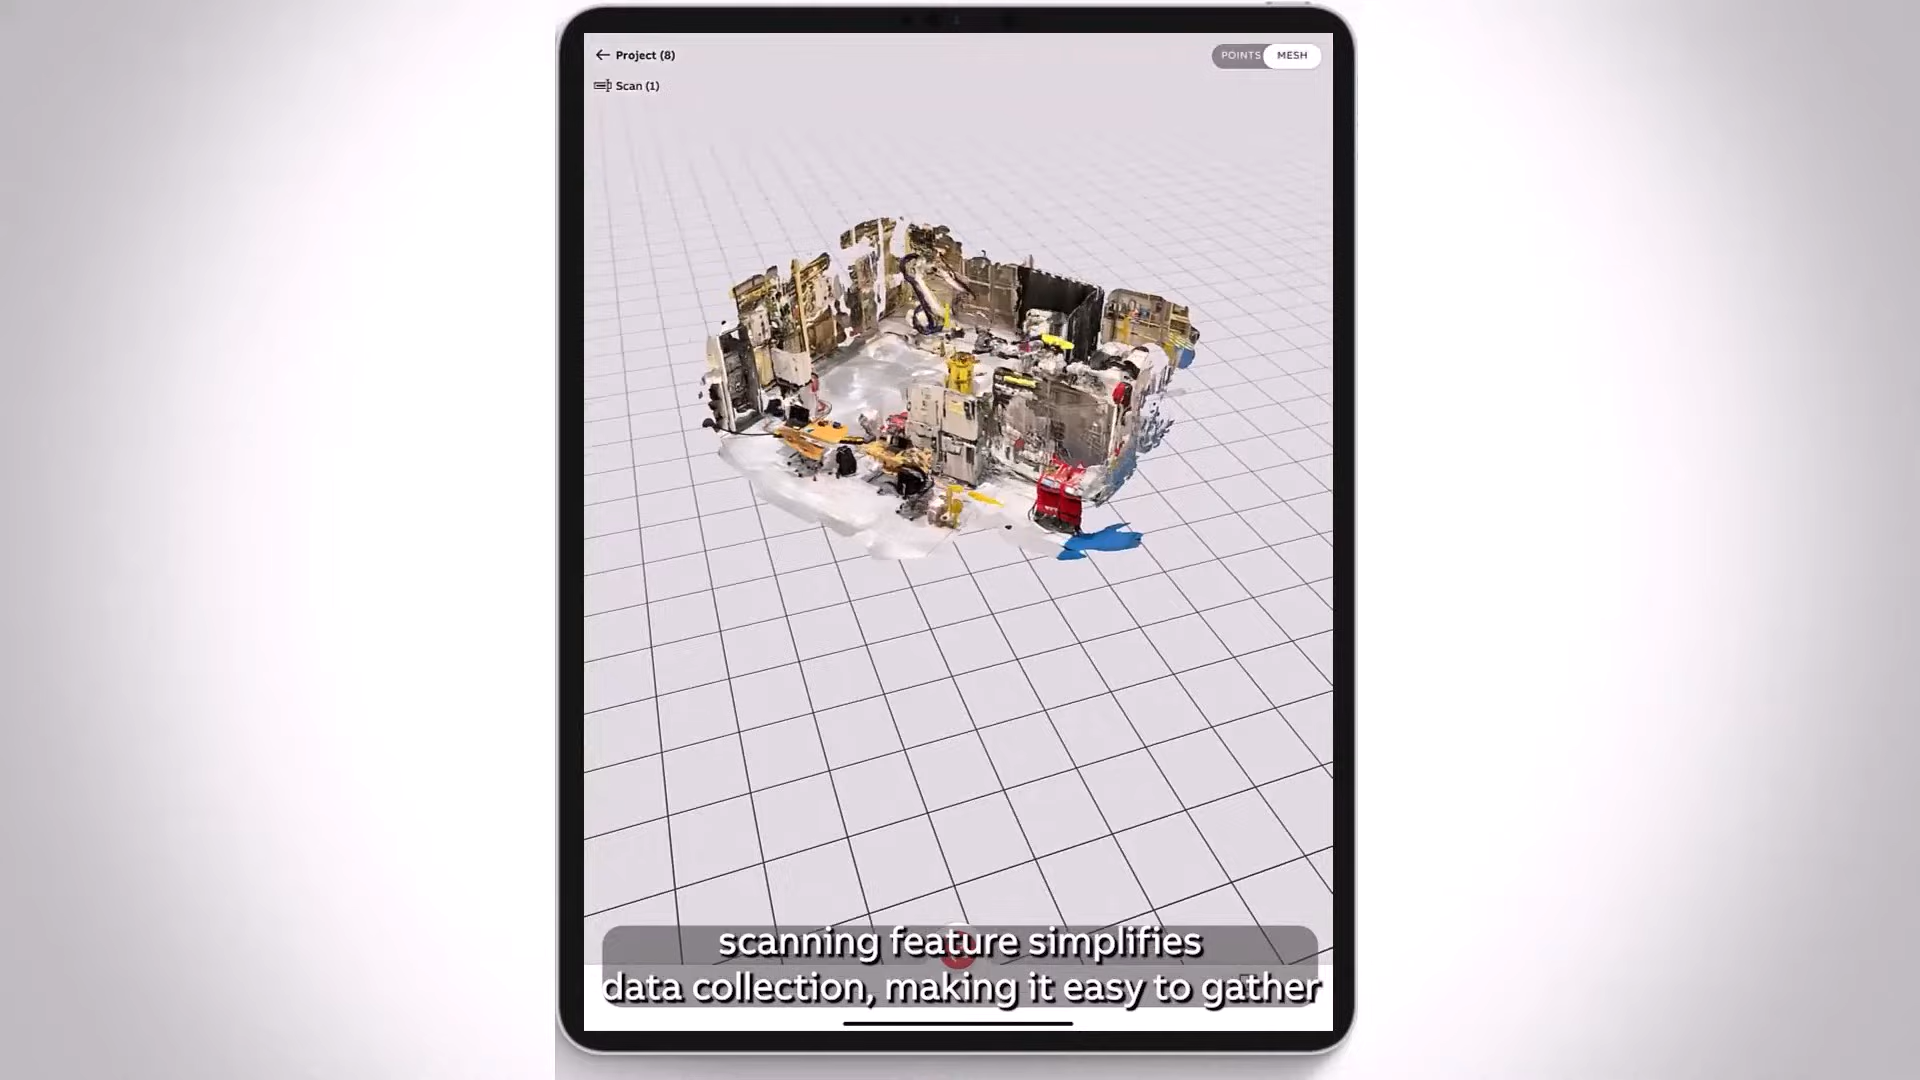 Project (8)
POINTS MESH
Scan (1)
scanning feature simplifies
data collection, making it easy to gather